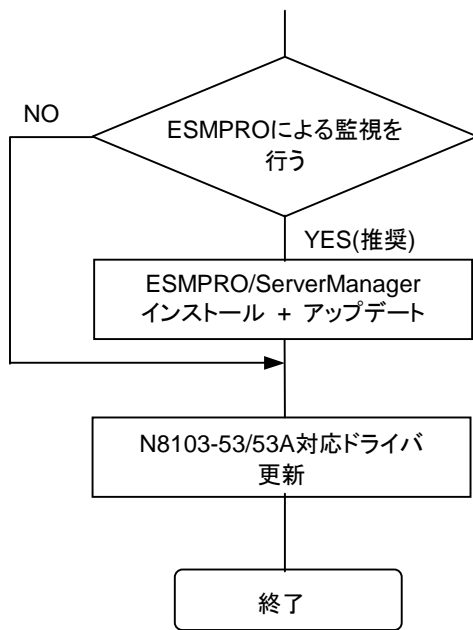 NO
ESMPROによる監視を
行う
YES(推奨)
ESMPRO/ServerManager
インストール + アップデート
N8103-53/53A対応ドライバ
更新
終了